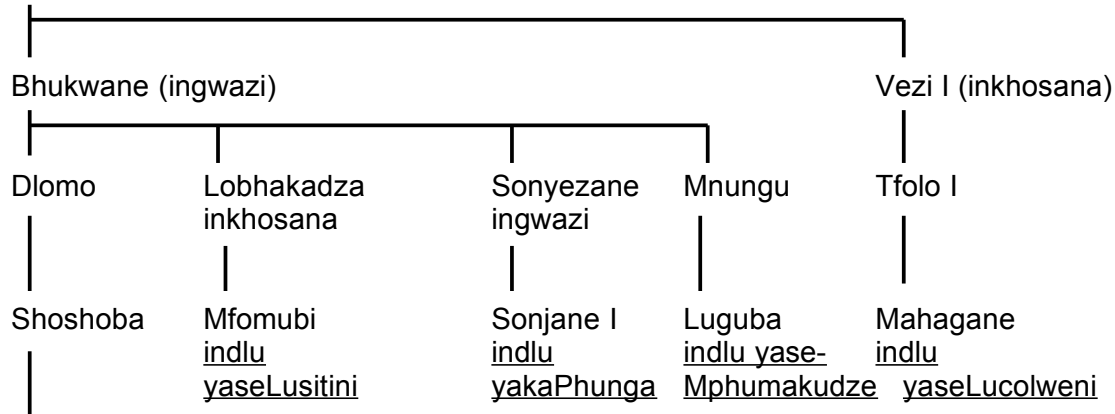 Bhukwane (ingwazi) Vezi I (inkhosana)
Dlomo Lobhakadza Sonyezane Mnungu Tfolo I
inkhosana ingwazi
Shoshoba Mfomubi Sonjane I Luguba Mahagane
indlu indlu indlu yase- indlu
yaseLusitini yakaPhunga Mphumakudze yaseLucolweni